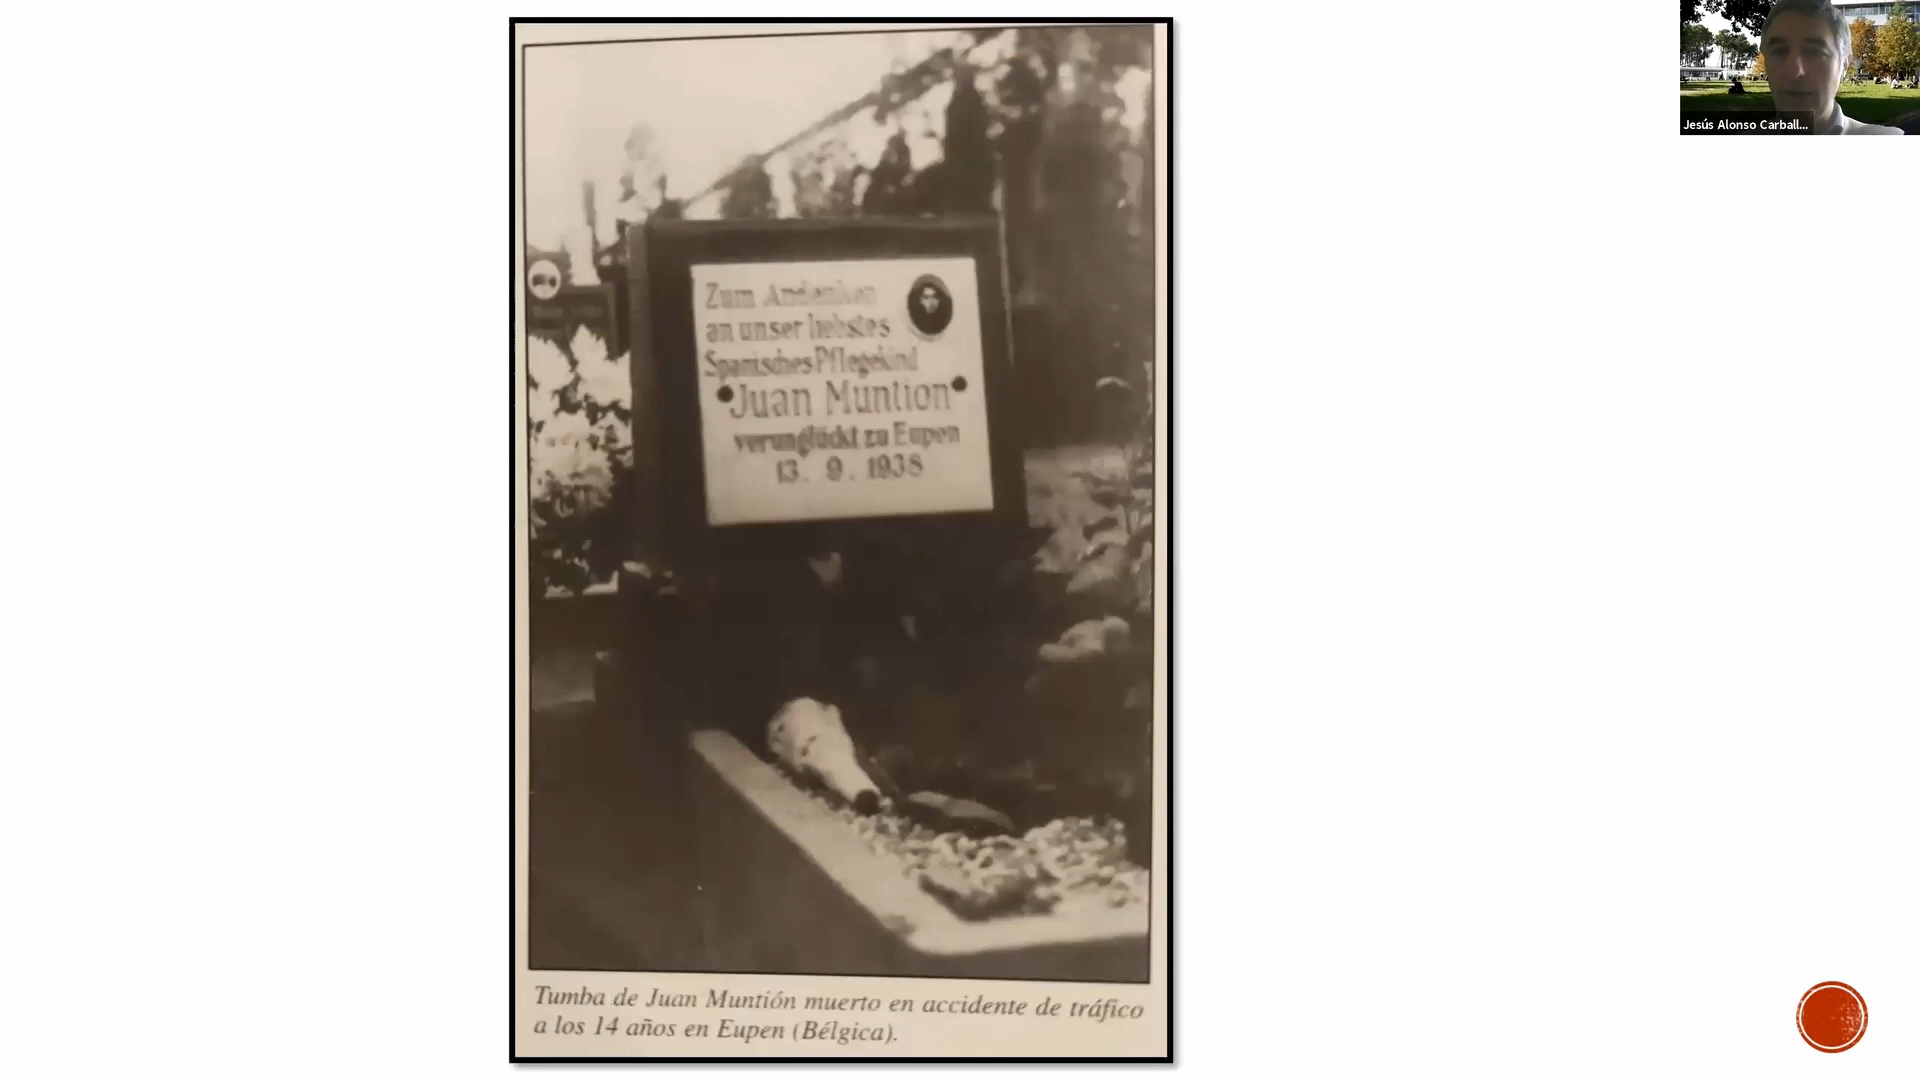 Zum Andenken
an unser liebstes
Spanisches Pflegekind
Juan Muntion
verunglückt zu Eupen
13. 9. 1938
Tumba de Juan Muntión muerto en accidente de tráfico
a los 14 años en Eupen (Bélgica).
Jesús Alonso Carball...